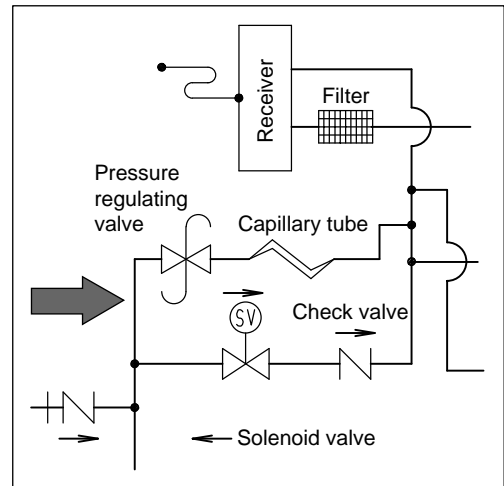 Receiver
Filter
Pressure
regulating
valve
Capillary tube
SV
Check valve
Solenoid valve